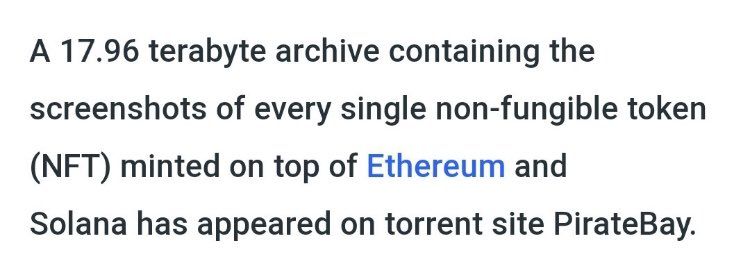 A 17.96 terabyte archive containing the
screenshots of every single non-fungible token
(NFT) minted on top of Ethereum and
Solana has appeared on torrent site PirateBay.